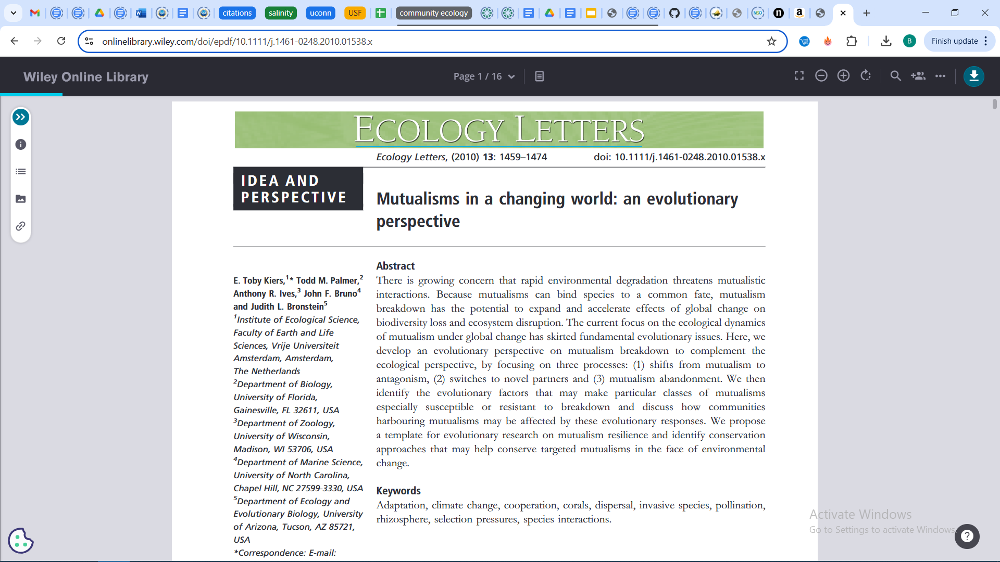 citations
salinity
uconn
USF
community ecology
onlinelibrary.wiley.com/doi/epdf/10.1111/j.1461-0248.2010.01538.x
B
Finish update
Wiley Online Library
Page 1 / 16
ECOLOGY LETTERS
Ecology Letters, (2010) 13: 1459–1474
doi: 10.1111/j.1461-0248.2010.01538.x
IDEA AND
PERSPECTIVE
Mutualisms in a changing world: an evolutionary
perspective
E. Toby Kiers,¹* Todd M. Palmer,²
Anthony R. Ives,³ John F. Bruno⁴
and Judith L. Bronstein⁵
¹Institute of Ecological Science,
Faculty of Earth and Life
Sciences, Vrije Universiteit
Amsterdam, Amsterdam,
The Netherlands
²Department of Biology,
University of Florida,
Gainesville, FL 32611, USA
³Department of Zoology,
University of Wisconsin,
Madison, WI 53706, USA
⁴Department of Marine Science,
University of North Carolina,
Chapel Hill, NC 27599-3330, USA
⁵Department of Ecology and
Evolutionary Biology, University
of Arizona, Tucson, AZ 85721,
USA
*Correspondence: E-mail:
Abstract
There is growing concern that rapid environmental degradation threatens mutualistic
interactions. Because mutualisms can bind species to a common fate, mutualism
breakdown has the potential to expand and accelerate effects of global change on
biodiversity loss and ecosystem disruption. The current focus on the ecological dynamics
of mutualism under global change has skirted fundamental evolutionary issues. Here, we
develop an evolutionary perspective on mutualism breakdown to complement the
ecological perspective, by focusing on three processes: (1) shifts from mutualism to
antagonism, (2) switches to novel partners and (3) mutualism abandonment. We then
identify the evolutionary factors that may make particular classes of mutualisms
especially susceptible or resistant to breakdown and discuss how communities
harbouring mutualisms may be affected by these evolutionary responses. We propose
a template for evolutionary research on mutualism resilience and identify conservation
approaches that may help conserve targeted mutualisms in the face of environmental
change.
Keywords
Adaptation, climate change, cooperation, corals, dispersal, invasive species, pollination,
rhizosphere, selection pressures, species interactions.
Activate Windows
Go to Settings to activate Windows.